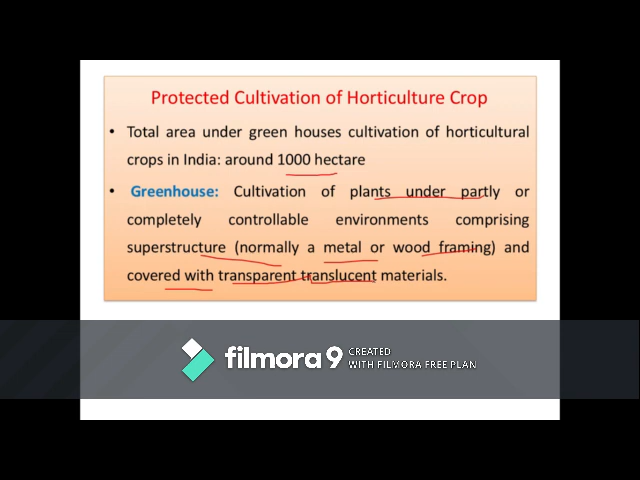 Protected Cultivation of Horticulture Crop
• Total area under green houses cultivation of horticultural
crops in India: around 1000 hectare
• Greenhouse: Cultivation of plants under partly or
completely controllable environments comprising
superstructure (normally a metal or wood framing) and
covered with transparent translucent materials.
filmora 9 CREATED
WITH FILMORA FREE PLAN